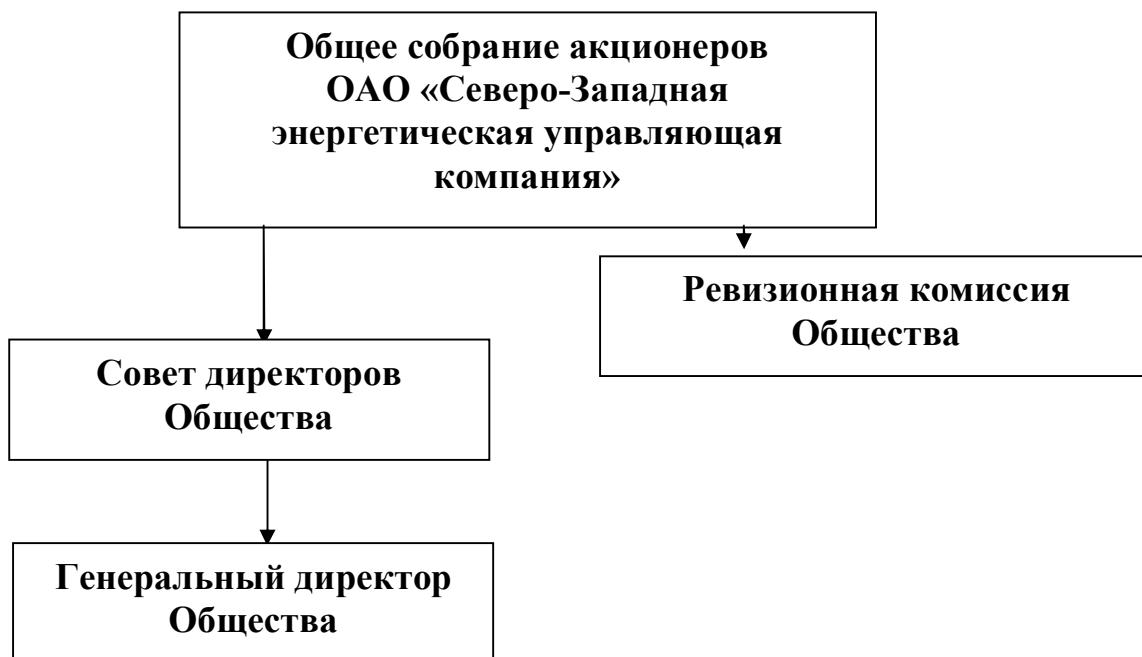 Общее собрание акционеров
ОАО «Северо-Западная
энергетическая управляющая
компания»
Ревизионная комиссия
Общества
Совет директоров
Общества
Генеральный директор
Общества